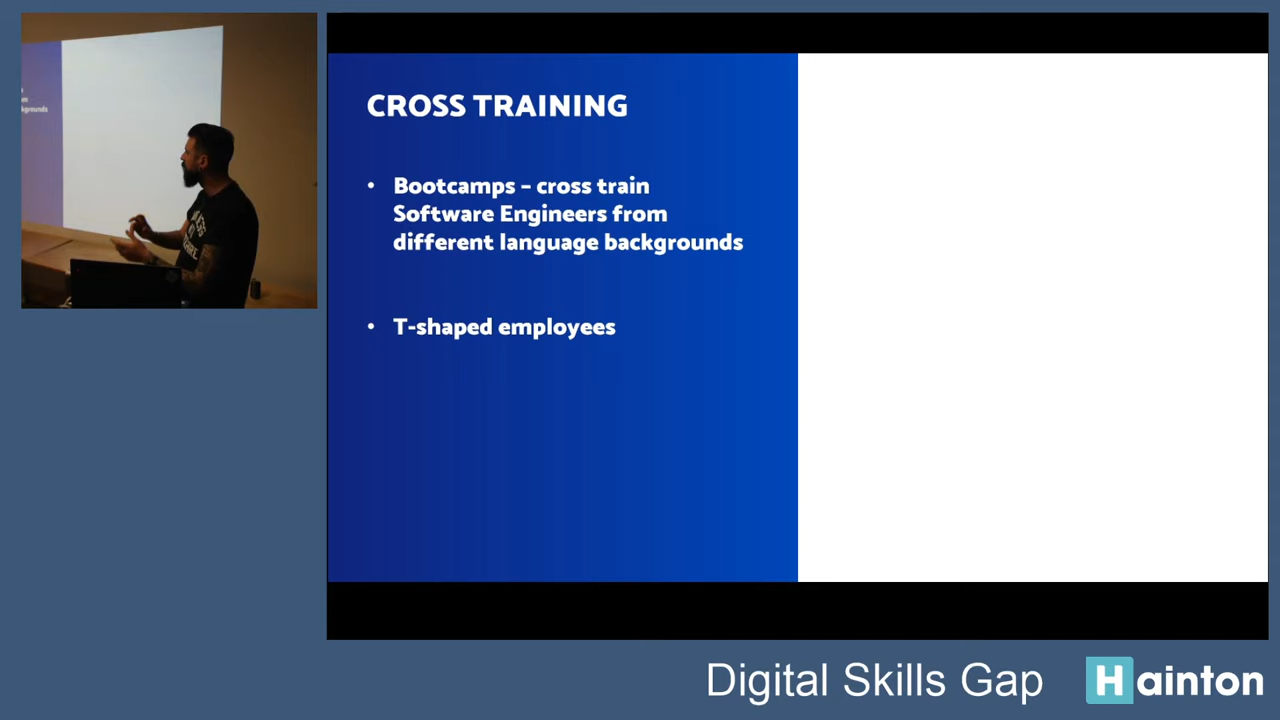 CROSS TRAINING
• Bootcamps – cross train
Software Engineers from
different language backgrounds
• T-shaped employees
Digital Skills Gap
Hainton